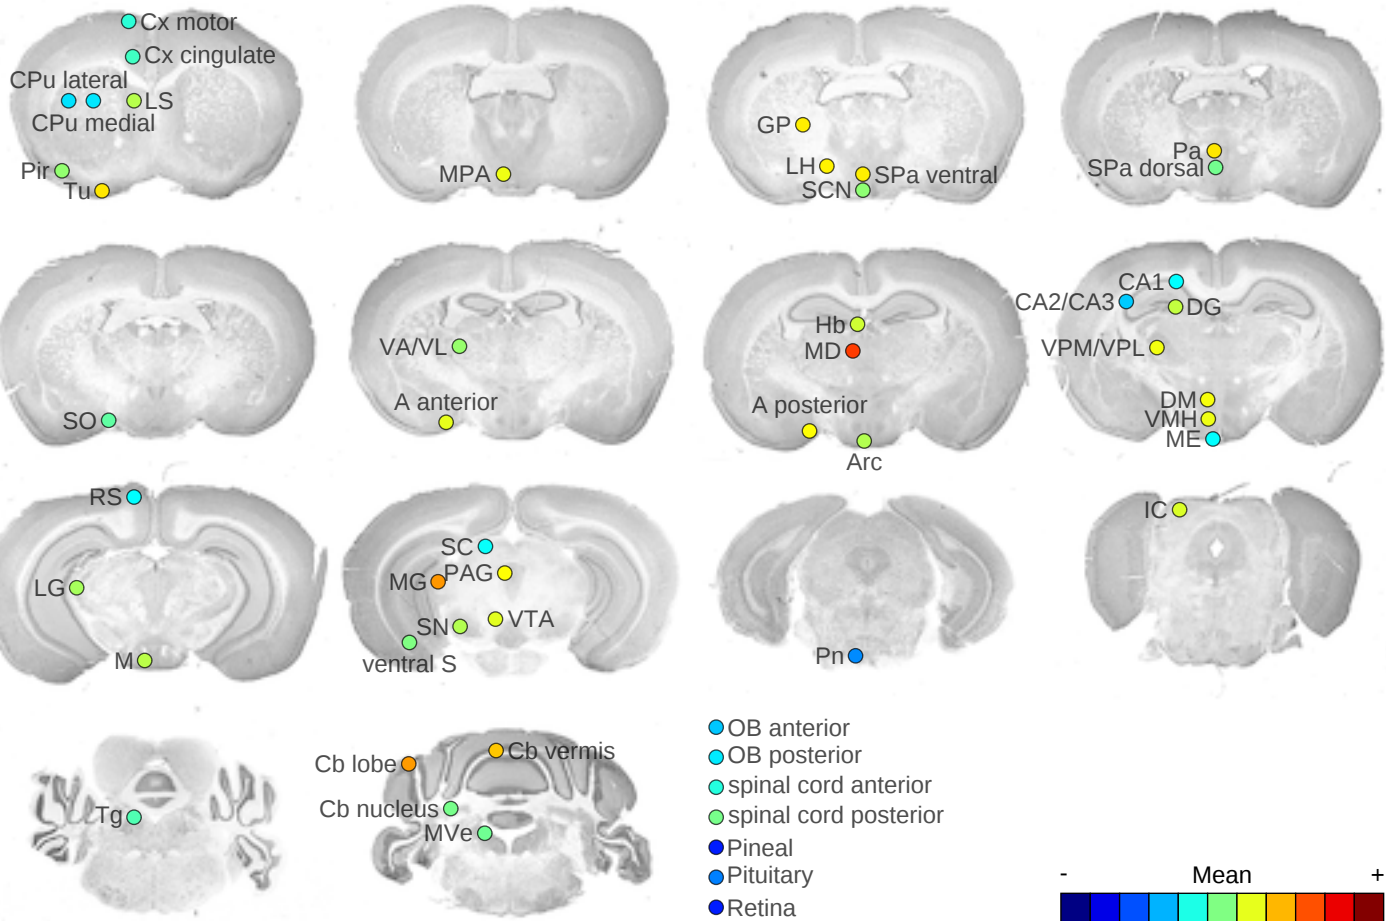 Cx motor
Cx cingulate
CPu lateral
LS
CPu medial
Pir
Tu
MPA
GP
LH
SPa ventral
SCN
Pa
SPa dorsal
SO
VA/VL
A anterior
Hb
MD
A posterior
Arc
CA1
CA2/CA3
DG
VPM/VPL
DM
VMH
ME
RS
LG
M
SC
MG
PAG
SN
VTA
ventral S
Pn
IC
Tg
Cb lobe
Cb vermis
Cb nucleus
MVe
OB anterior
OB posterior
spinal cord anterior
spinal cord posterior
Pineal
Pituitary
Retina
- Mean +